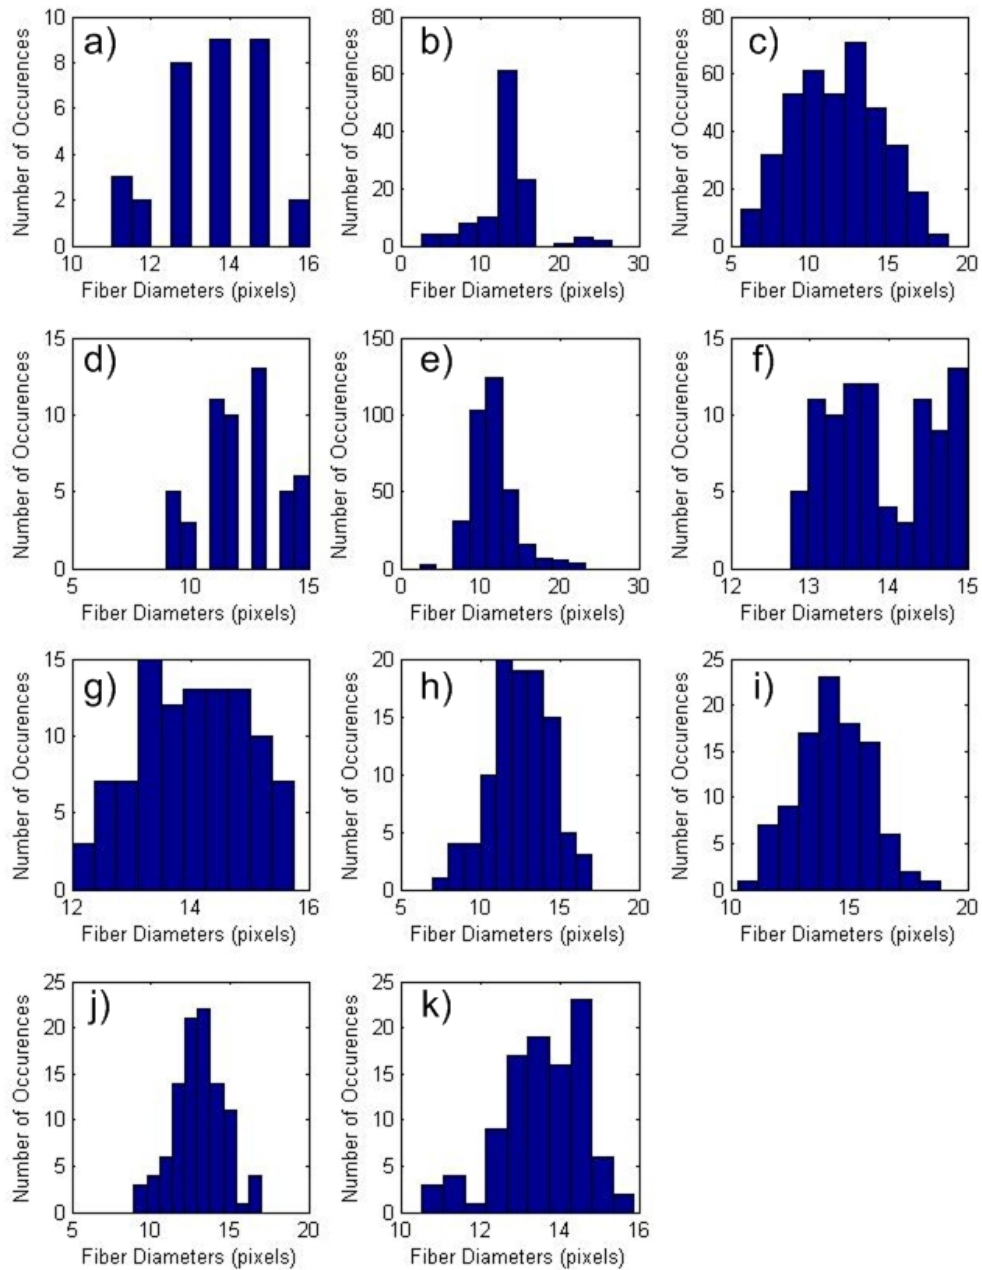 a)
Number of Occurences
10
8
6
4
2
0
10 12 14 16
Fiber Diameters (pixels)
b)
Number of Occurences
80
60
40
20
0
0 10 20 30
Fiber Diameters (pixels)
c)
Number of Occurences
80
60
40
20
0
5 10 15 20
Fiber Diameters (pixels)
d)
Number of Occurences
15
10
5
0
5 10 15
Fiber Diameters (pixels)
e)
Number of Occurences
150
100
50
0
0 10 20 30
Fiber Diameters (pixels)
f)
Number of Occurences
15
10
5
0
12 13 14 15
Fiber Diameters (pixels)
g)
Number of Occurences
15
10
5
0
12 14 16
Fiber Diameters (pixels)
h)
Number of Occurences
20
15
10
5
0
5 10 15 20
Fiber Diameters (pixels)
i)
Number of Occurences
25
20
15
10
5
0
10 15 20
Fiber Diameters (pixels)
j)
Number of Occurences
25
20
15
10
5
0
5 10 15 20
Fiber Diameters (pixels)
k)
Number of Occurences
25
20
15
10
5
0
10 12 14 16
Fiber Diameters (pixels)